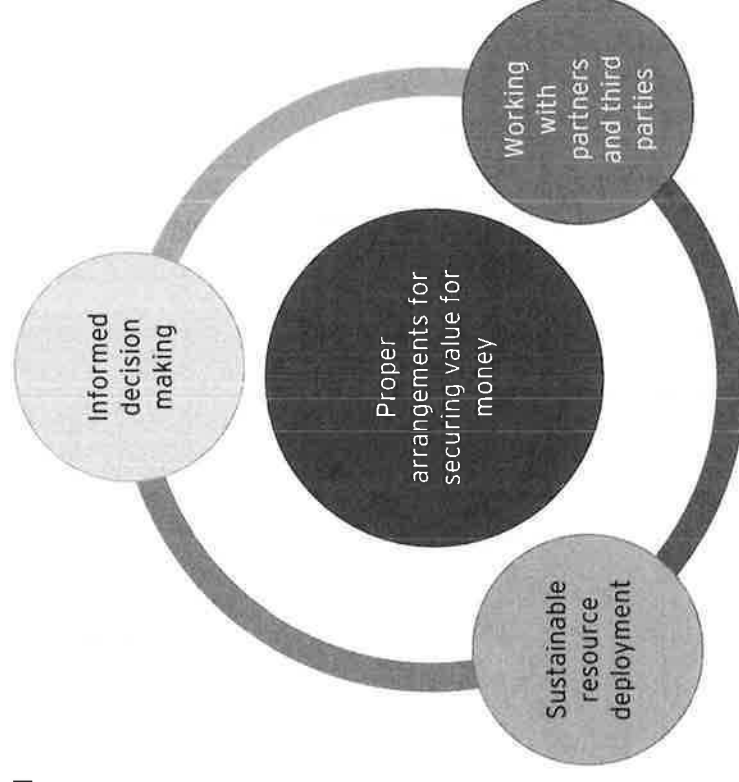 Informed
decision
making
Working
with
partners
and third
parties
Proper
arrangements for
securing value for
money
Sustainable
resource
deployment